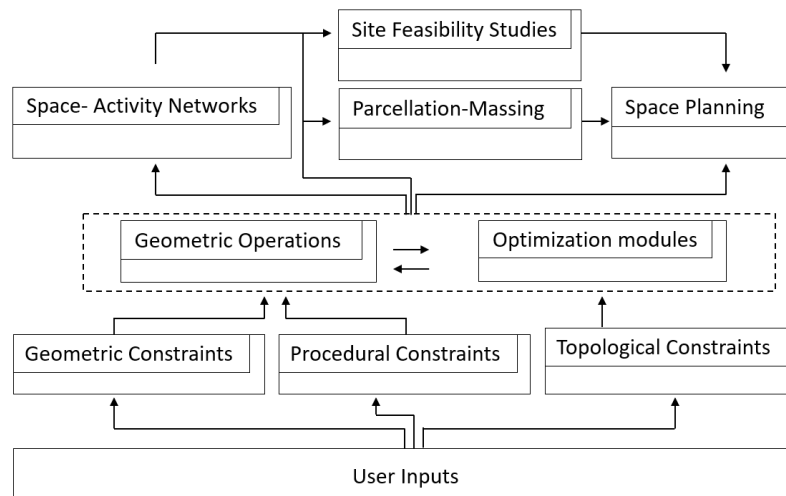 Site Feasibility Studies
Space- Activity Networks
Parcellation-Massing
Space Planning
Geometric Operations
Optimization modules
Geometric Constraints
Procedural Constraints
Topological Constraints
User Inputs